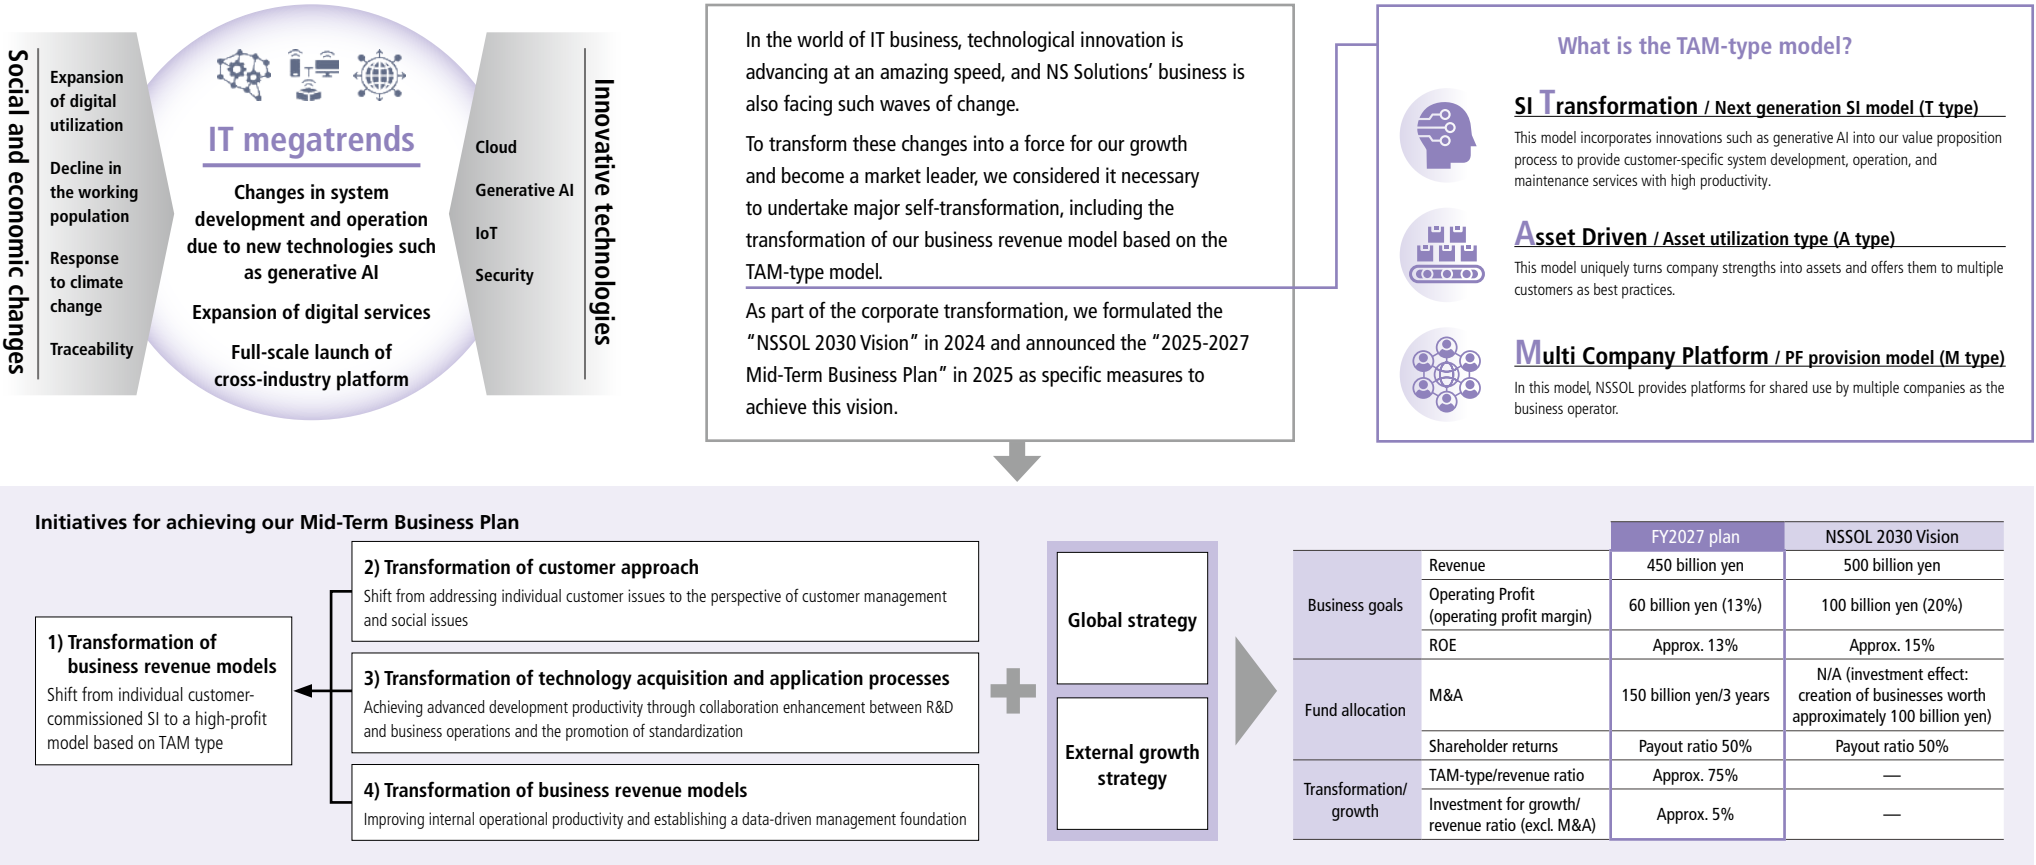 Social and economic changes
Expansion
of digital
utilization
Decline in
the working
population
Response
to climate
change
Traceability
IT megatrends
Changes in system
development and operation
due to new technologies such
as generative AI
Expansion of digital services
Full-scale launch of
cross-industry platform
Cloud
Generative AI
IoT
Security
Innovative technologies
In the world of IT business, technological innovation is
advancing at an amazing speed, and NS Solutions’ business is
also facing such waves of change.
To transform these changes into a force for our growth
and become a market leader, we considered it necessary
to undertake major self-transformation, including the
transformation of our business revenue model based on the
TAM-type model.
As part of the corporate transformation, we formulated the
“NSSOL 2030 Vision” in 2024 and announced the “2025-2027
Mid-Term Business Plan” in 2025 as specific measures to
achieve this vision.
What is the TAM-type model?
SI Transformation / Next generation SI model (T type)
This model incorporates innovations such as generative AI into our value proposition
process to provide customer-specific system development, operation, and
maintenance services with high productivity.
Asset Driven / Asset utilization type (A type)
This model uniquely turns company strengths into assets and offers them to multiple
customers as best practices.
Multi Company Platform / PF provision model (M type)
In this model, NSSOL provides platforms for shared use by multiple companies as the
business operator.
Initiatives for achieving our Mid-Term Business Plan
1) Transformation of
business revenue models
Shift from individual customer-
commissioned SI to a high-profit
model based on TAM type
2) Transformation of customer approach
Shift from addressing individual customer issues to the perspective of customer management
and social issues
3) Transformation of technology acquisition and application processes
Achieving advanced development productivity through collaboration enhancement between R&D
and business operations and the promotion of standardization
4) Transformation of business revenue models
Improving internal operational productivity and establishing a data-driven management foundation
Global strategy
External growth
strategy
FY2027 plan NSSOL 2030 Vision
Business goals
Revenue 450 billion yen 500 billion yen
Operating Profit
(operating profit margin) 60 billion yen (13%) 100 billion yen (20%)
ROE Approx. 13% Approx. 15%
Fund allocation
M&A 150 billion yen/3 years
N/A (investment effect:
creation of businesses worth
approximately 100 billion yen)
Shareholder returns Payout ratio 50% Payout ratio 50%
Transformation/
growth
TAM-type/revenue ratio Approx. 75% —
Investment for growth/
revenue ratio (excl. M&A) Approx. 5% —